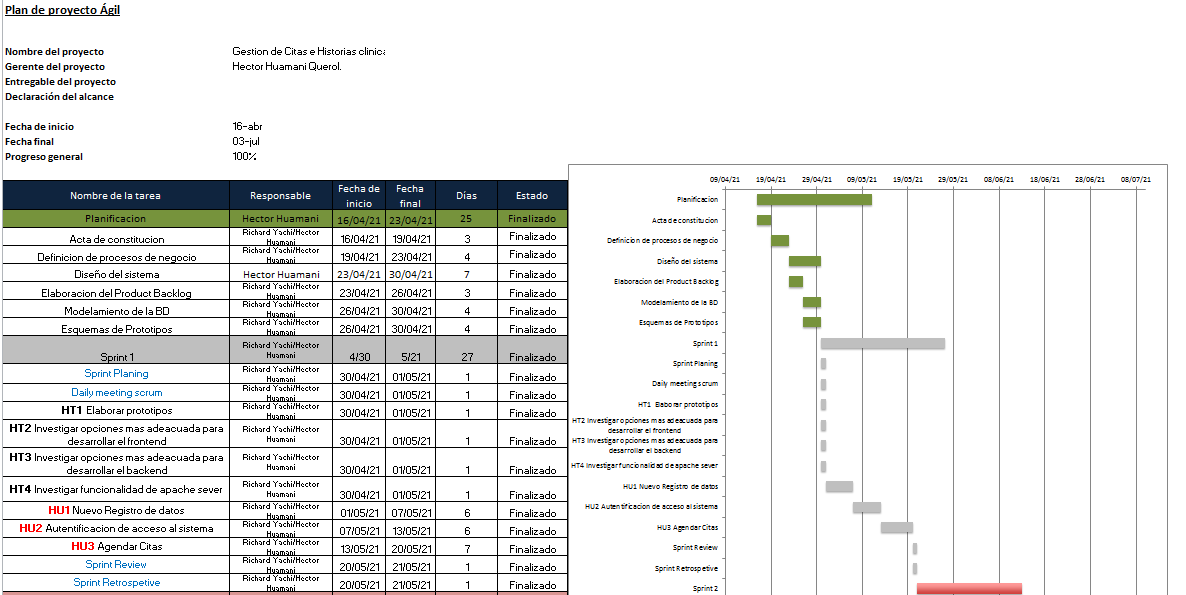 Plan de proyecto Ágil
Nombre del proyecto Gestion de Citas e Historias clinica
Gerente del proyecto Hector Huamani Querol.
Entregable del proyecto
Declaración del alcance
Fecha de inicio 16-abr
Fecha final 03-jul
Progreso general 100%
Nombre de la tarea Responsable Fecha de inicio Fecha final Días Estado
Planificacion Hector Huamani 16/04/21 23/04/21 25 Finalizado
Acta de constitucion Richard Yachi/Hector Huamani 16/04/21 19/04/21 3 Finalizado
Definicion de procesos de negocio Richard Yachi/Hector Huamani 19/04/21 23/04/21 4 Finalizado
Diseño del sistema Hector Huamani 23/04/21 30/04/21 7 Finalizado
Elaboracion del Product Backlog Richard Yachi/Hector Huamani 23/04/21 26/04/21 3 Finalizado
Modelamiento de la BD Richard Yachi/Hector Huamani 26/04/21 30/04/21 4 Finalizado
Esquemas de Prototipos Richard Yachi/Hector Huamani 26/04/21 30/04/21 4 Finalizado
Sprint 1 Richard Yachi/Hector Huamani 4/30 5/21 27 Finalizado
Sprint Planing Richard Yachi/Hector Huamani 30/04/21 01/05/21 1 Finalizado
Daily meeting scrum Richard Yachi/Hector Huamani 30/04/21 01/05/21 1 Finalizado
HT1 Elaborar prototipos Richard Yachi/Hector Huamani 30/04/21 01/05/21 1 Finalizado
HT2 Investigar opciones mas adeacuada para desarrollar el frontend Richard Yachi/Hector Huamani 30/04/21 01/05/21 1 Finalizado
HT3 Investigar opciones mas adeacuada para desarrollar el backend Richard Yachi/Hector Huamani 30/04/21 01/05/21 1 Finalizado
HT4 Investigar funcionalidad de apache sever Richard Yachi/Hector Huamani 30/04/21 01/05/21 1 Finalizado
HU1 Nuevo Registro de datos Richard Yachi/Hector Huamani 01/05/21 07/05/21 6 Finalizado
HU2 Autentificacion de acceso al sistema Richard Yachi/Hector Huamani 07/05/21 13/05/21 6 Finalizado
HU3 Agendar Citas Richard Yachi/Hector Huamani 13/05/21 20/05/21 7 Finalizado
Sprint Review Richard Yachi/Hector Huamani 20/05/21 21/05/21 1 Finalizado
Sprint Retrospetive Richard Yachi/Hector Huamani 20/05/21 21/05/21 1 Finalizado
09/04/21 19/04/21 29/04/21 09/05/21 19/05/21 29/05/21 08/06/21 18/06/21 28/06/21 08/07/21
Planificacion
Acta de constitucion
Definicion de procesos de negocio
Diseño del sistema
Elaboracion del Product Backlog
Modelamiento de la BD
Esquemas de Prototipos
Sprint 1
Sprint Planing
Daily meeting scrum
HT1 Elaborar prototipos
HT2 Investigar opciones mas adeacuada para
desarrollar el frontend
HT3 Investigar opciones mas adeacuada para
desarrollar el backend
HT4 Investigar funcionalidad de apache sever
HU1 Nuevo Registro de datos
HU2 Autentificacion de acceso al sistema
HU3 Agendar Citas
Sprint Review
Sprint Retrospetive
Sprint 2